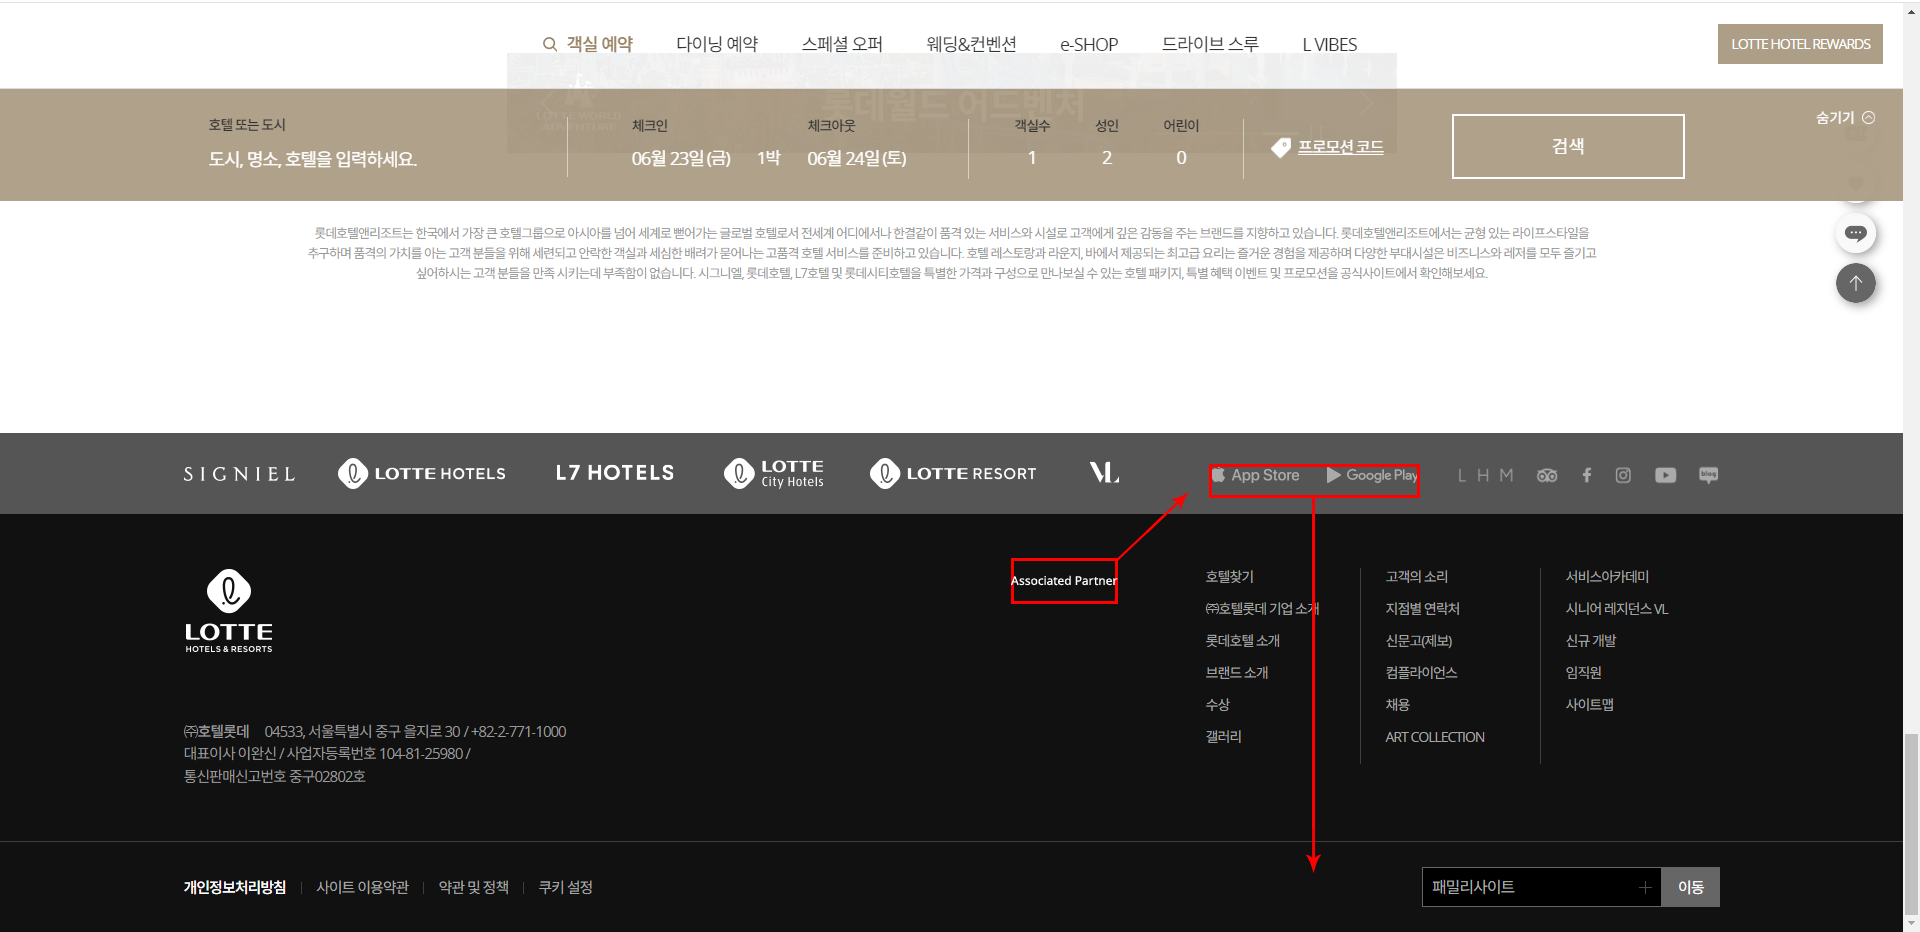 객실 예약 다이닝 예약 스페셜 오퍼 웨딩&컨벤션 e-SHOP 드라이브 스루 L VIBES LOTTE HOTEL REWARDS
롯데월드 어드벤처
LOTTE WORLD
ADVENTURE
호텔 또는 도시 체크인 체크아웃 객실수 성인 어린이 숨기기
도시, 명소, 호텔을 입력하세요. 06월 23일 (금) 1박 06월 24일 (토) 1 2 0 프로모션 코드 검색
롯데호텔앤리조트는 한국에서 가장 큰 호텔그룹으로 아시아를 넘어 세계로 뻗어가는 글로벌 호텔로서 전세계 어디에서나 한결같이 품격 있는 서비스와 시설로 고객에게 깊은 감동을 주는 브랜드를 지향하고 있습니다. 롯데호텔앤리조트에서는 균형 있는 라이프스타일을
추구하며 품격의 가치를 아는 고객 분들을 위해 세련되고 안락한 객실과 세심한 배려가 묻어나는 고품격 호텔 서비스를 준비하고 있습니다. 호텔 레스토랑과 라운지, 바에서 제공되는 최고급 요리는 즐거운 경험을 제공하며 다양한 부대시설은 비즈니스와 레저를 모두 즐기고
싶어하시는 고객 분들을 만족 시키는데 부족함이 없습니다. 시그니엘, 롯데호텔, L7호텔 및 롯데시티호텔을 특별한 가격과 구성으로 만나보실 수 있는 호텔 패키지, 특별 혜택 이벤트 및 프로모션을 공식사이트에서 확인해보세요.
SIGNIEL LOTTE HOTELS L7 HOTELS LOTTE City Hotels LOTTE RESORT VL App Store Google Play L H M blog
Associated Partner
LOTTE
HOTELS & RESORTS
호텔찾기
㈜호텔롯데 기업 소개
롯데호텔 소개
브랜드 소개
수상
갤러리
고객의 소리
지점별 연락처
신문고(제보)
컴플라이언스
채용
ART COLLECTION
서비스아카데미
시니어 레지던스 VL
신규 개발
임직원
사이트맵
㈜호텔롯데 04533, 서울특별시 중구 을지로 30 / +82-2-771-1000
대표이사 이완신 / 사업자등록번호 104-81-25980 /
통신판매신고번호 중구02802호
개인정보처리방침 사이트 이용약관 약관 및 정책 쿠키 설정 패밀리사이트 이동